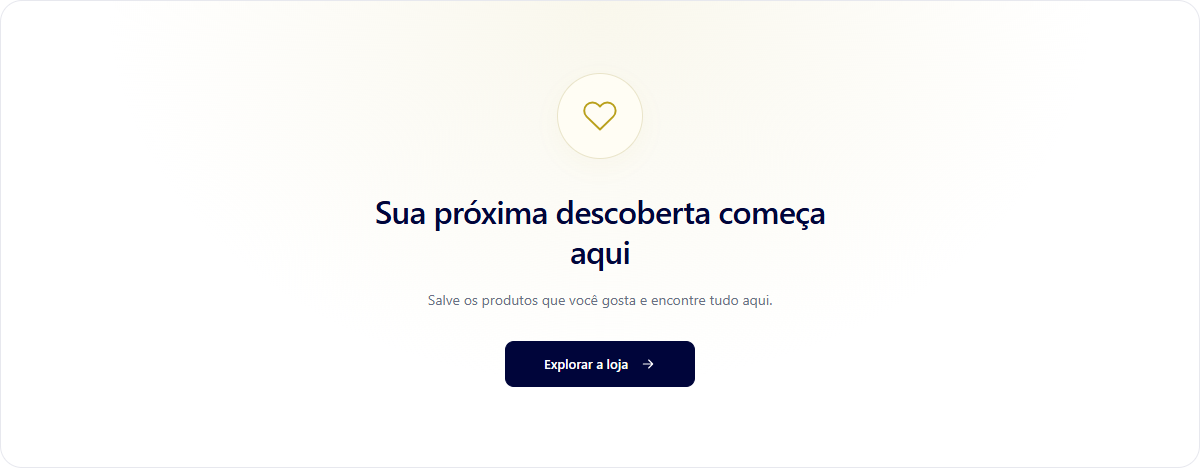 Sua próxima descoberta começa
aqui
Salve os produtos que você gosta e encontre tudo aqui.
Explorar a loja →